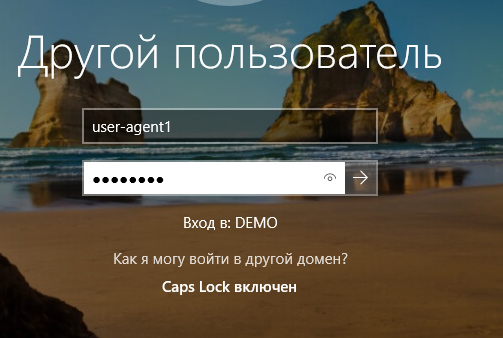 Другой пользователь
user-agent1
Вход в: DEMO
Как я могу войти в другой домен?
Caps Lock включен